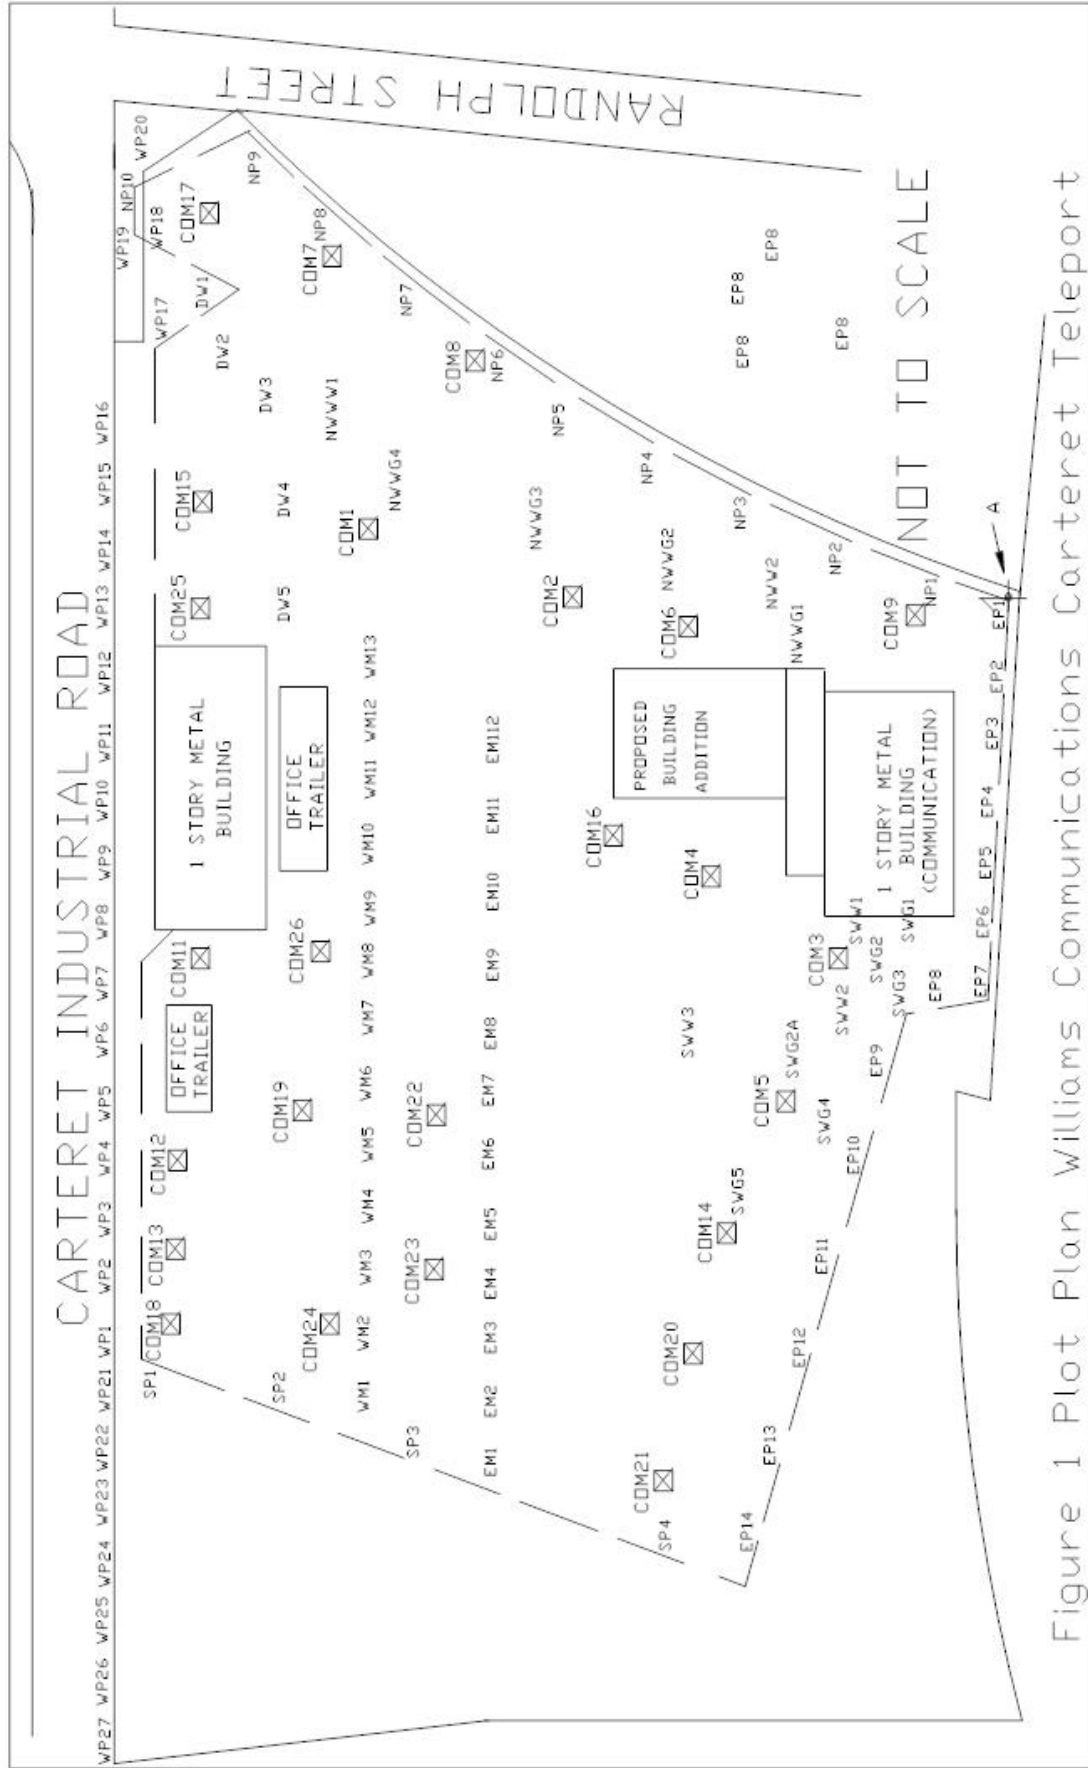 CARTERET INDUSTRIAL ROAD
RANDOLPH STREET
WP27 WP26 WP25 WP24 WP23 WP22 WP21 WP1 WP2 WP3 WP4 WP5 WP6 WP7 WP8 WP9 WP10 WP11 WP12 WP13 WP14 WP15 WP16
WP19 NP10 WP20
WP17 WP18
SP1 COM18 COM13 COM12 COM11 COM25 COM15 COM17
OFFICE
TRAILER
1 STORY METAL
BUILDING
DW1
DW2
NP9
SP2 COM19 DW5 DW4 DW3
OFFICE
TRAILER
COM24 COM26 COM7 NP8
NWWW1
COM1
WM1 WM2 WM3 WM4 WM5 WM6 WM7 WM8 WM9 WM10 WM11 WM12 WM13
NWWG4
NP7
SP3 COM23 COM22
COM8
EM1 EM2 EM3 EM4 EM5 EM6 EM7 EM8 EM9 EM10 EM11 EM112
NP6
NWWG3
NP5
COM2
COM16
PROPOSED
BUILDING
ADDITION
NP4
COM21 SP4
COM20 SWW3 COM6 NWWG2
COM4
COM14 SWG5
NP3 EP8 EP8
EP14 EP13
COM5 SWG2A NWW2 EP8
EP12 NWWG1
EP11 SWG4 COM3 SWW2 NP2 EP8
EP10 SWW1
EP9 SWG2
SWG3 SWG1
1 STORY METAL
BUILDING
(COMMUNICATION)
COM9 NP1
NOT TO SCALE
EP8
EP7 EP6 EP5 EP4 EP3 EP2 EP1
A
Figure 1 Plot Plan Williams Communications Carteret Teleport